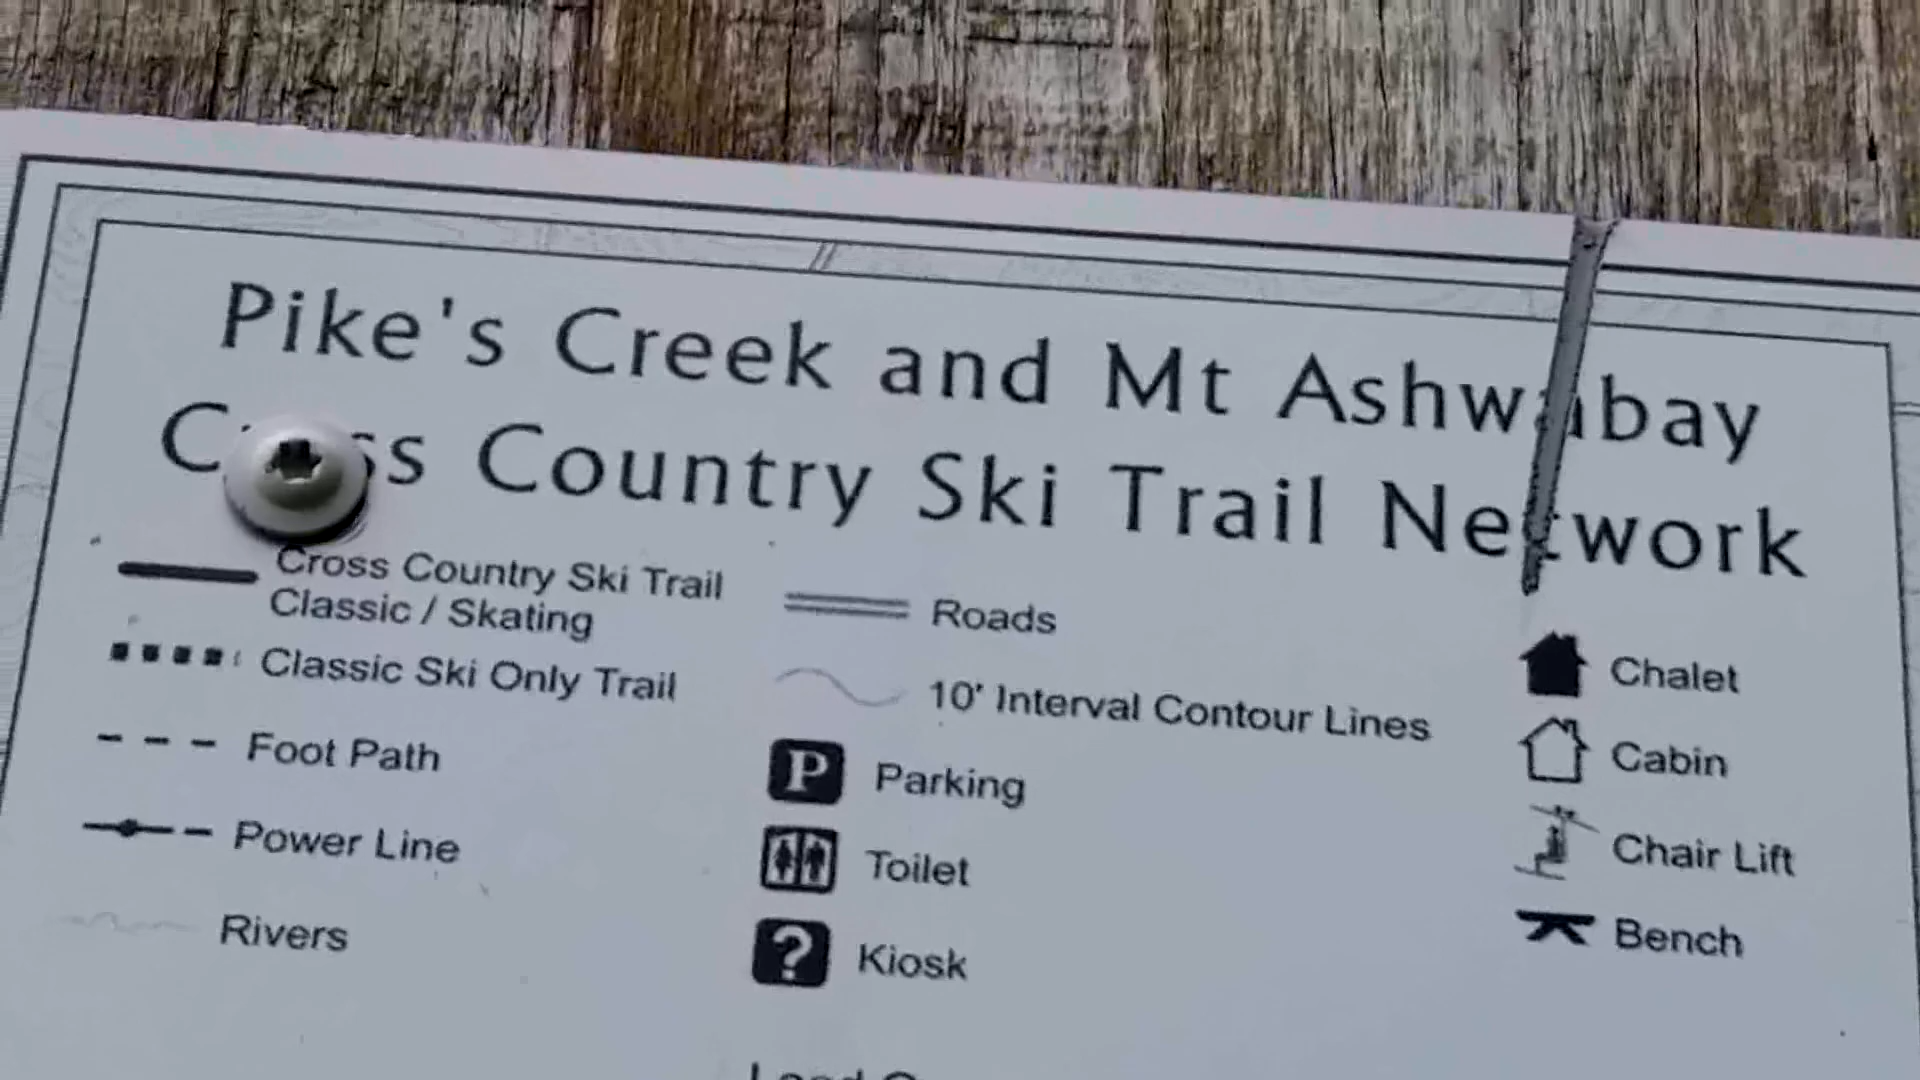 Pike's Creek and Mt Ashwabay
Cross Country Ski Trail Network
Cross Country Ski Trail
Classic / Skating
Classic Ski Only Trail
Foot Path
Power Line
Rivers
Roads
10' Interval Contour Lines
P Parking
Toilet
? Kiosk
Chalet
Cabin
Chair Lift
Bench